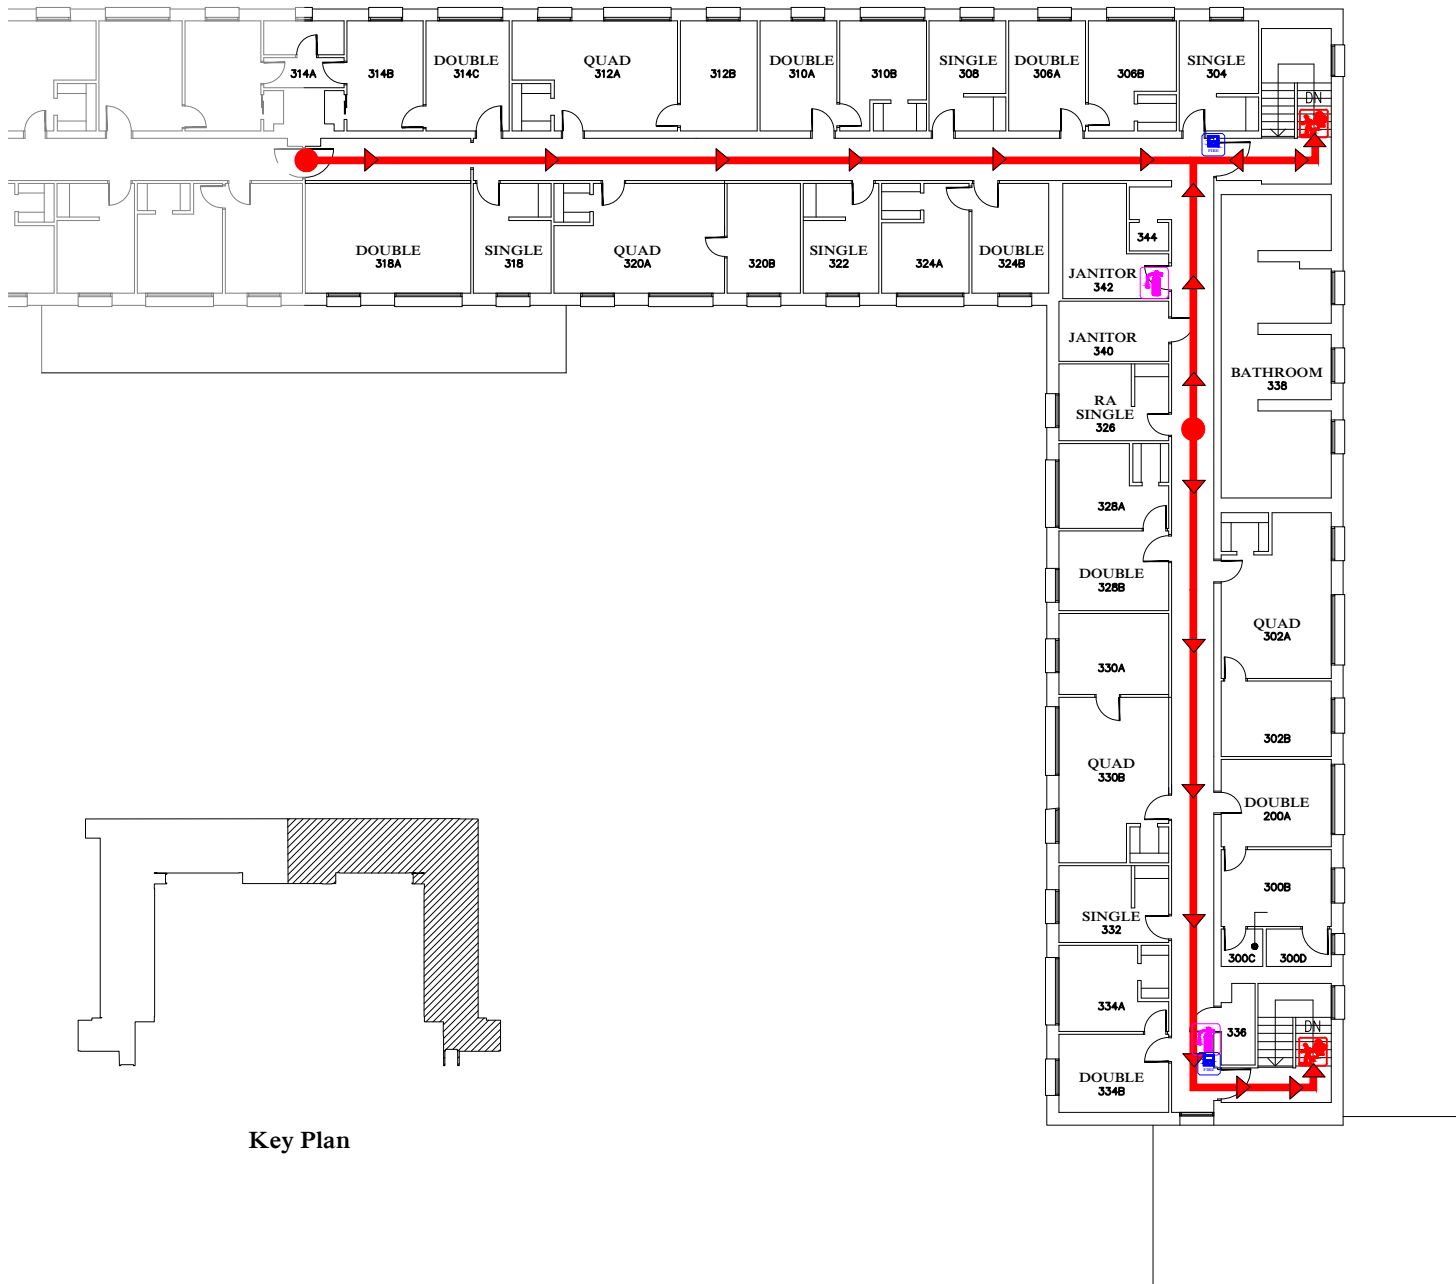 DOUBLE
314C
QUAD
312A
DOUBLE
310A
SINGLE
308
DOUBLE
306A
SINGLE
304
314A
314B
312B
310B
306B
DN
FIRE
DOUBLE
318A
SINGLE
318
QUAD
320A
320B
SINGLE
322
324A
DOUBLE
324B
344
JANITOR
342
JANITOR
340
BATHROOM
338
RA
SINGLE
326
328A
DOUBLE
328B
QUAD
302A
330A
302B
QUAD
330B
DOUBLE
200A
300B
SINGLE
332
300C
300D
334A
336
DN
FIRE
DOUBLE
334B
Key Plan